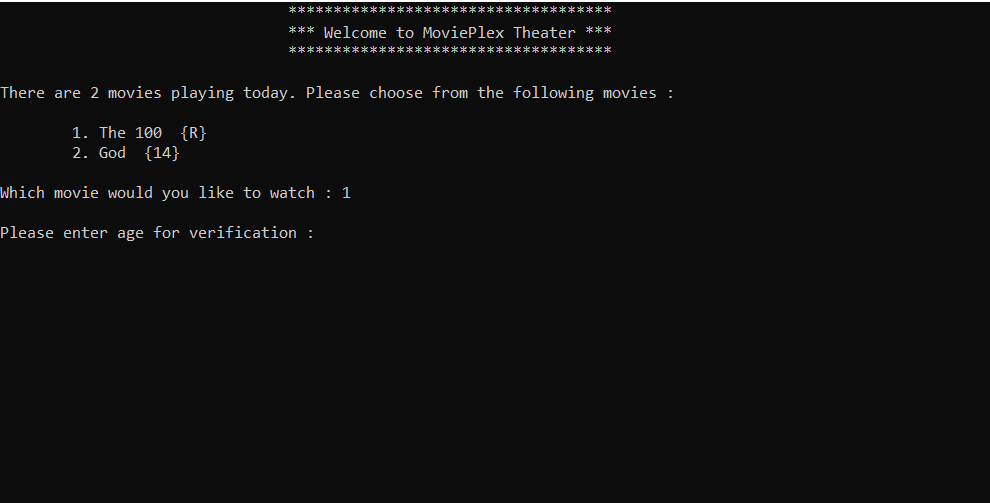 ************************************
*** Welcome to MoviePlex Theater ***
************************************
There are 2 movies playing today. Please choose from the following movies :
1. The 100  {R}
2. God  {14}
Which movie would you like to watch : 1
Please enter age for verification :